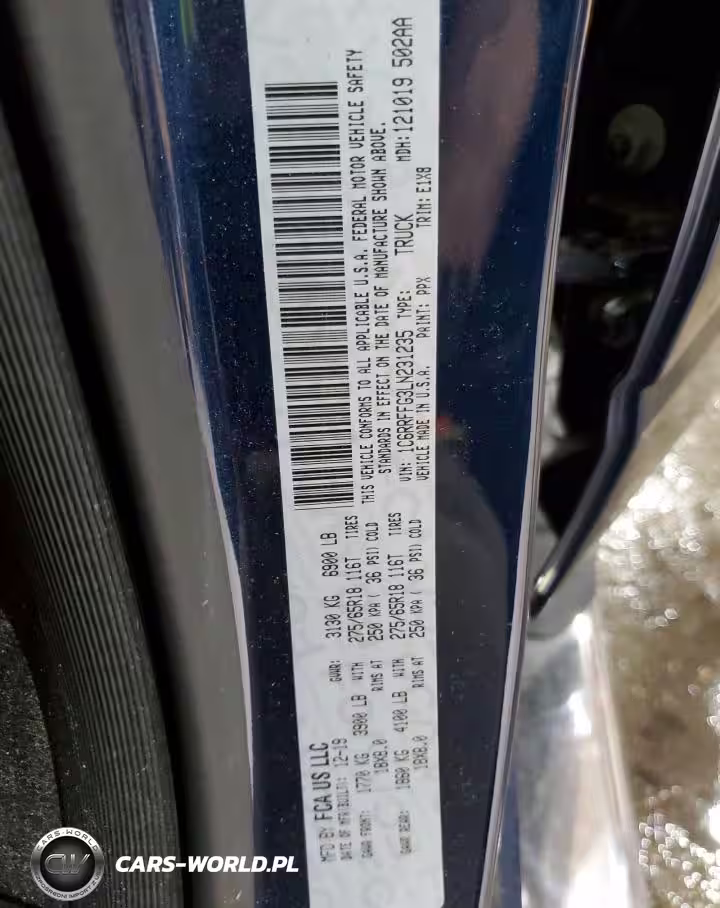 MFD BY: FCA US LLC
DATE OF MFR(BUILT): 12-19 GVWR: 3130 KG 6900 LB
GAWR FRONT: 1770 KG 3900 LB WITH 275/65R18 116T TIRES
18X8.0 RIMS AT 250 KPA( 36 PSI) COLD
GAWR REAR: 1860 KG 4100 LB WITH 275/65R18 116T TIRES
18X8.0 RIMS AT 250 KPA( 36 PSI) COLD
THIS VEHICLE CONFORMS TO ALL APPLICABLE U.S.A. FEDERAL MOTOR VEHICLE SAFETY
STANDARDS IN EFFECT ON THE DATE OF MANUFACTURE SHOWN ABOVE.
VIN: 1C6RRFFG3LN231235 TYPE: TRUCK MDH:121019 502AA
VEHICLE MADE IN U.S.A. PAINT: PPX TRIM: E1X8
CW
CARS-WORLD.PL